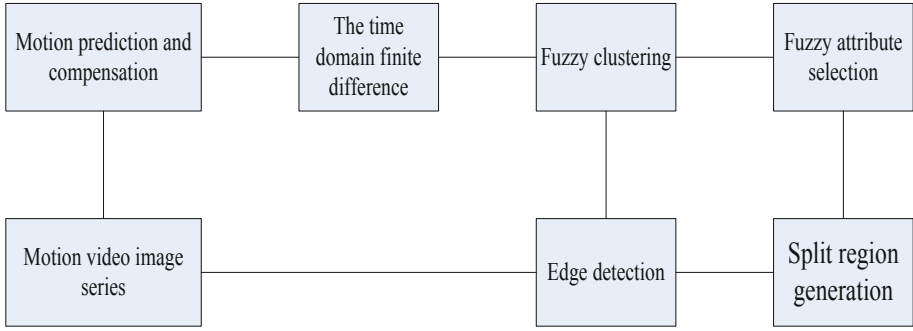 Motion prediction and
compensation
The time
domain finite
difference
Fuzzy clustering
Fuzzy attribute
selection
Motion video image
series
Edge detection
Split region
generation